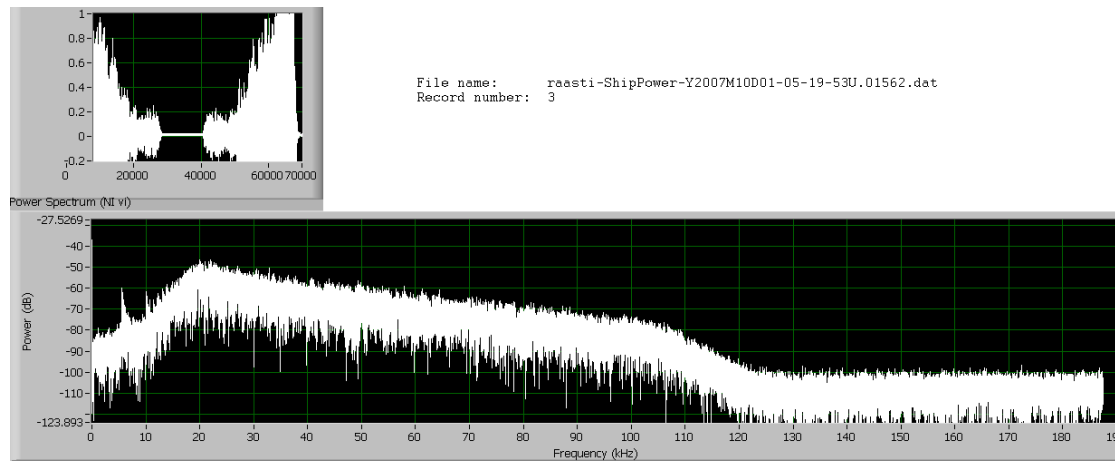 1-
0.8-
0.6-
0.4-
0.2-
0-
-0.2-
0 20000 40000 60000 70000
File name: raasti-ShipPower-Y2007M10D01-05-19-53U.01562.dat
Record number: 3
Power Spectrum (NI vi)
-27.5269-
-40-
-50-
-60-
-70-
-80-
-90-
-100-
-110-
-123.893-
Power (dB)
0 10 20 30 40 50 60 70 80 90 100 110 120 130 140 150 160 170 180 19
Frequency (kHz)